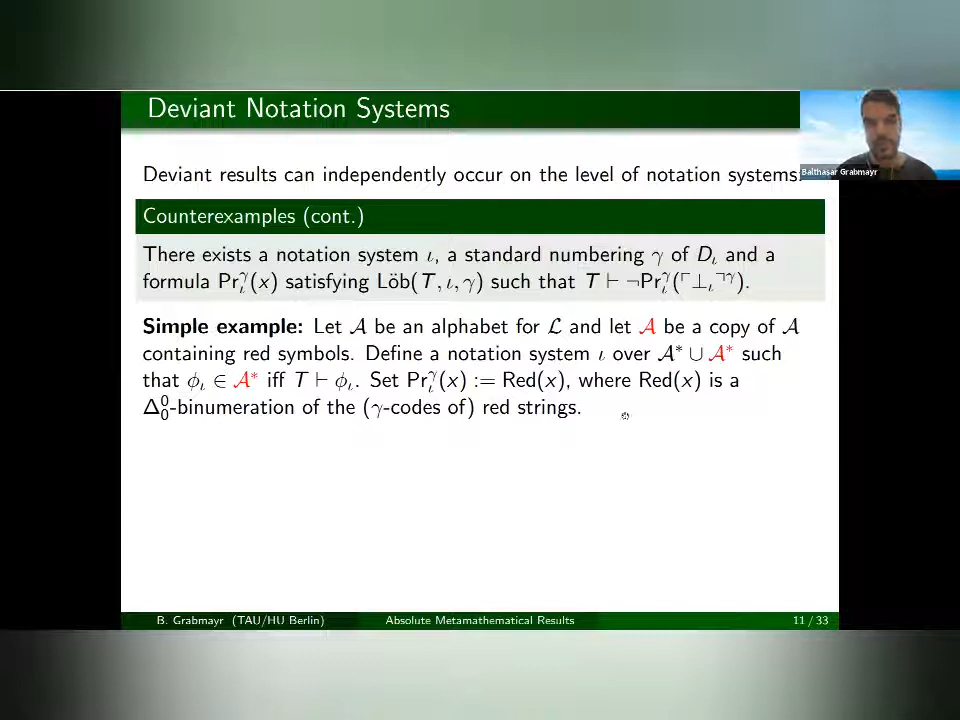 Deviant Notation Systems
Balthasar Grabmayr
Deviant results can independently occur on the level of notation systems:
Counterexamples (cont.)
There exists a notation system ι, a standard numbering γ of D_ι and a
formula Pr^γ_ι(x) satisfying Löb(T, ι, γ) such that T ⊢ ¬Pr^γ_ι(⌜⊥_ι⌝^γ).
Simple example: Let 𝒜 be an alphabet for ℒ and let 𝒜 be a copy of 𝒜
containing red symbols. Define a notation system ι over 𝒜* ∪ 𝒜* such
that ϕ_ι ∈ 𝒜* iff T ⊢ ϕ_ι. Set Pr^γ_ι(x) := Red(x), where Red(x) is a
Δ^0_0-binumeration of the (γ-codes of) red strings.
B. Grabmayr (TAU/HU Berlin) Absolute Metamathematical Results 11 / 33